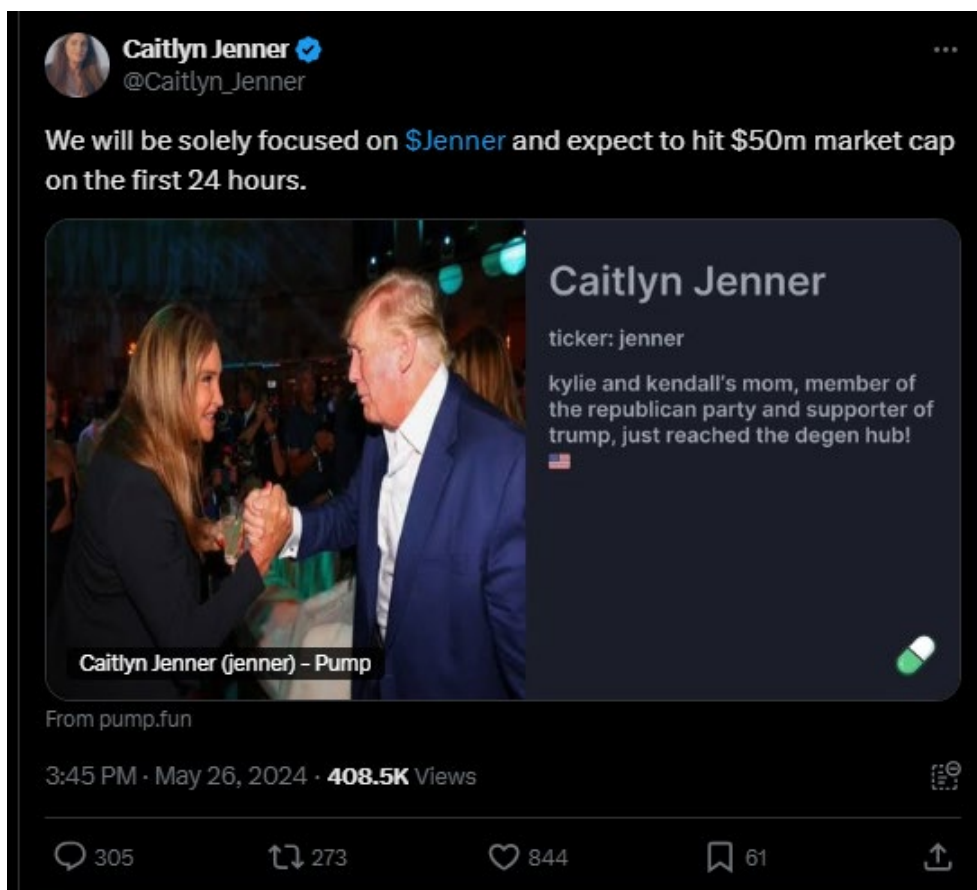 Caitlyn Jenner
@Caitlyn_Jenner
We will be solely focused on $Jenner and expect to hit $50m market cap
on the first 24 hours.
Caitlyn Jenner
ticker: jenner
kylie and kendall's mom, member of
the republican party and supporter of
trump, just reached the degen hub!
🇺🇸
Caitlyn Jenner (jenner) – Pump
From pump.fun
3:45 PM · May 26, 2024 · 408.5K Views
305 273 844 61